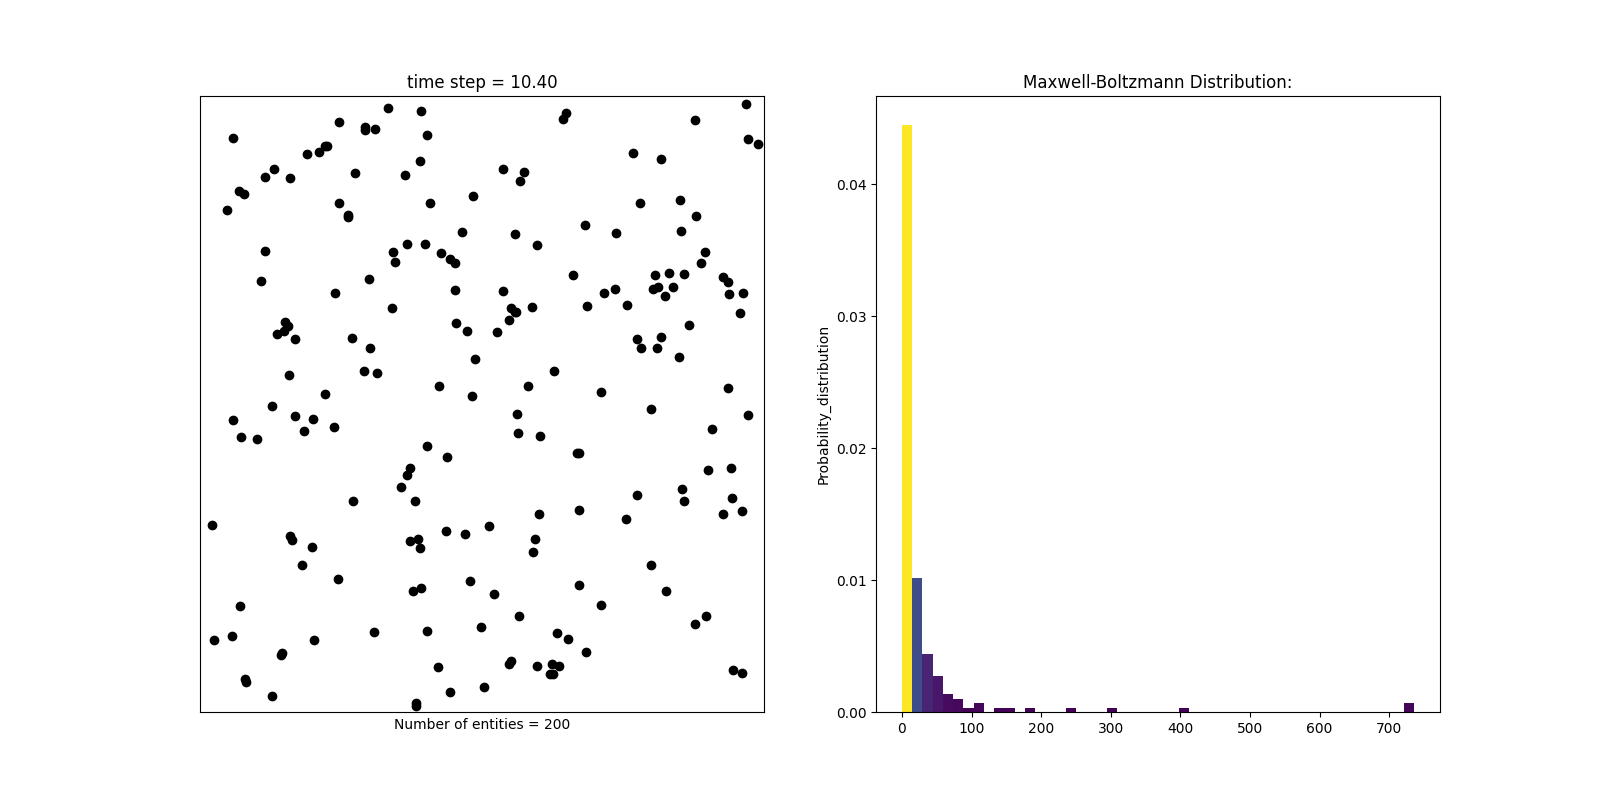 time step = 10.40
Number of entities = 200
Maxwell-Boltzmann Distribution:
Probability_distribution
0.04
0.03
0.02
0.01
0.00
0 100 200 300 400 500 600 700